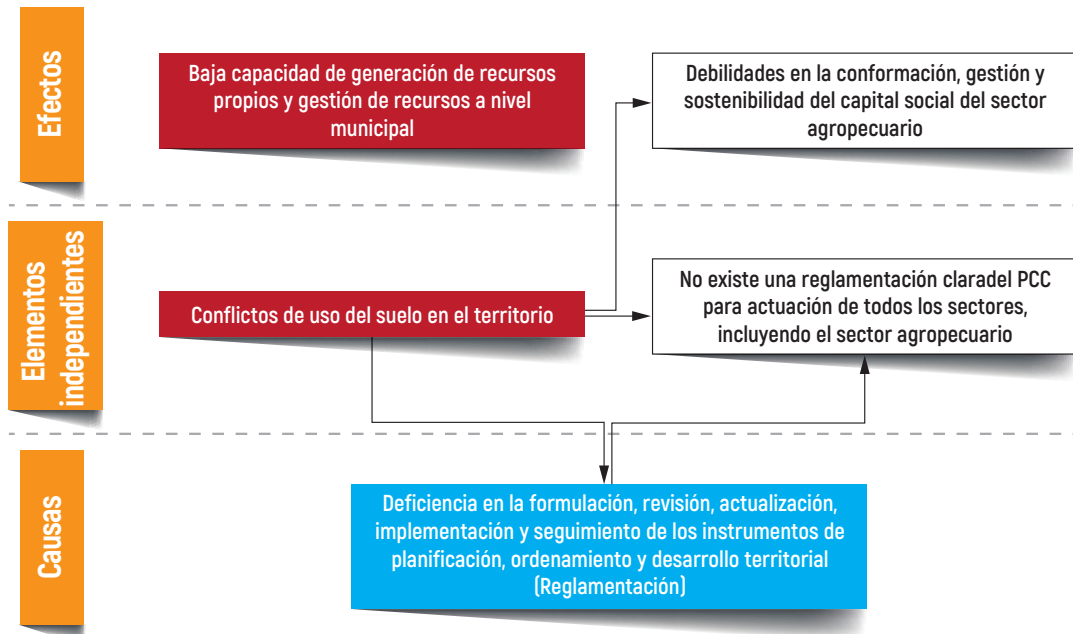 Efectos
Baja capacidad de generación de recursos
propios y gestión de recursos a nivel
municipal
Debilidades en la conformación, gestión y
sostenibilidad del capital social del sector
agropecuario
Elementos
independientes
Conflictos de uso del suelo en el territorio
No existe una reglamentación claradel PCC
para actuación de todos los sectores,
incluyendo el sector agropecuario
Causas
Deficiencia en la formulación, revisión, actualización,
implementación y seguimiento de los instrumentos de
planificación, ordenamiento y desarrollo territorial
(Reglamentación)